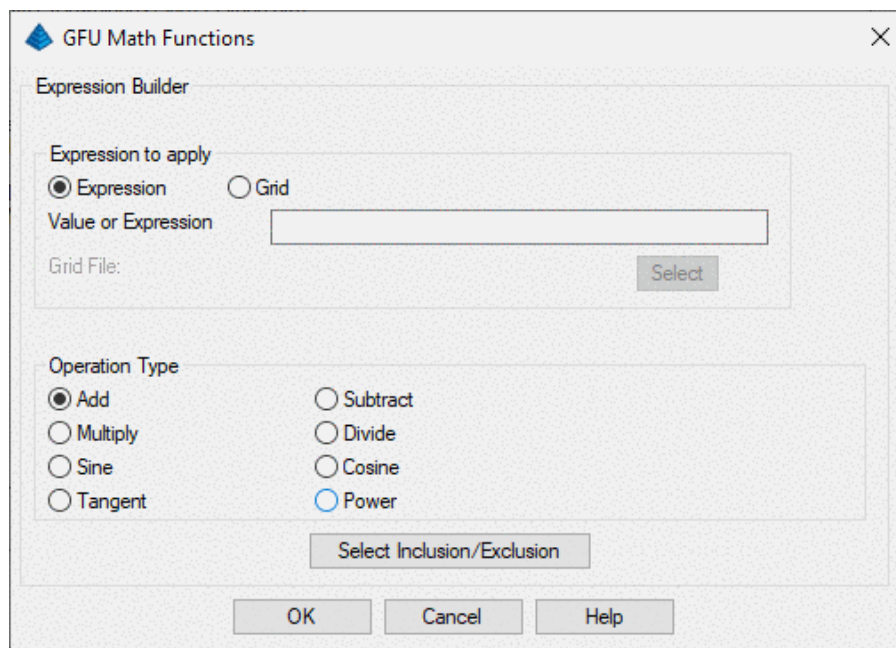 GFU Math Functions
Expression Builder
Expression to apply
Expression Grid
Value or Expression
Grid File: Select
Operation Type
Add Subtract
Multiply Divide
Sine Cosine
Tangent Power
Select Inclusion/Exclusion
OK Cancel Help